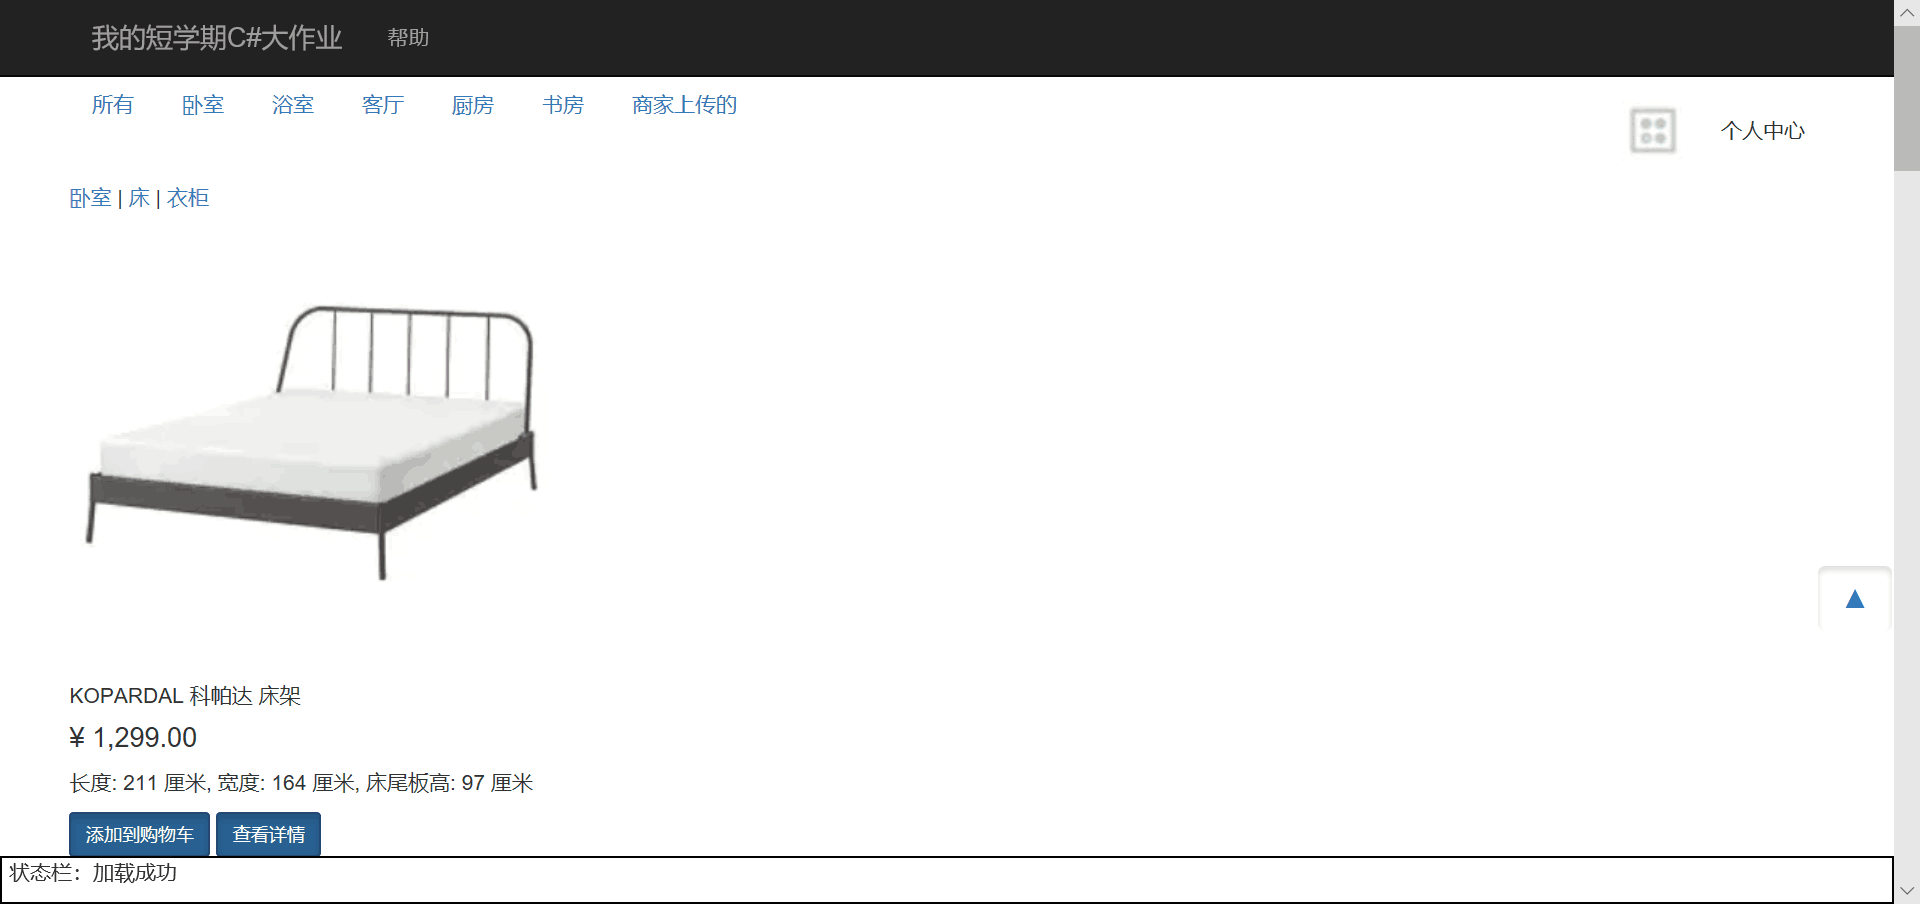 我的短学期C#大作业 帮助
所有 卧室 浴室 客厅 厨房 书房 商家上传的
个人中心
卧室 | 床 | 衣柜
▲
KOPARDAL 科帕达 床架
¥ 1,299.00
长度: 211 厘米, 宽度: 164 厘米, 床尾板高: 97 厘米
添加到购物车 查看详情
状态栏：加载成功